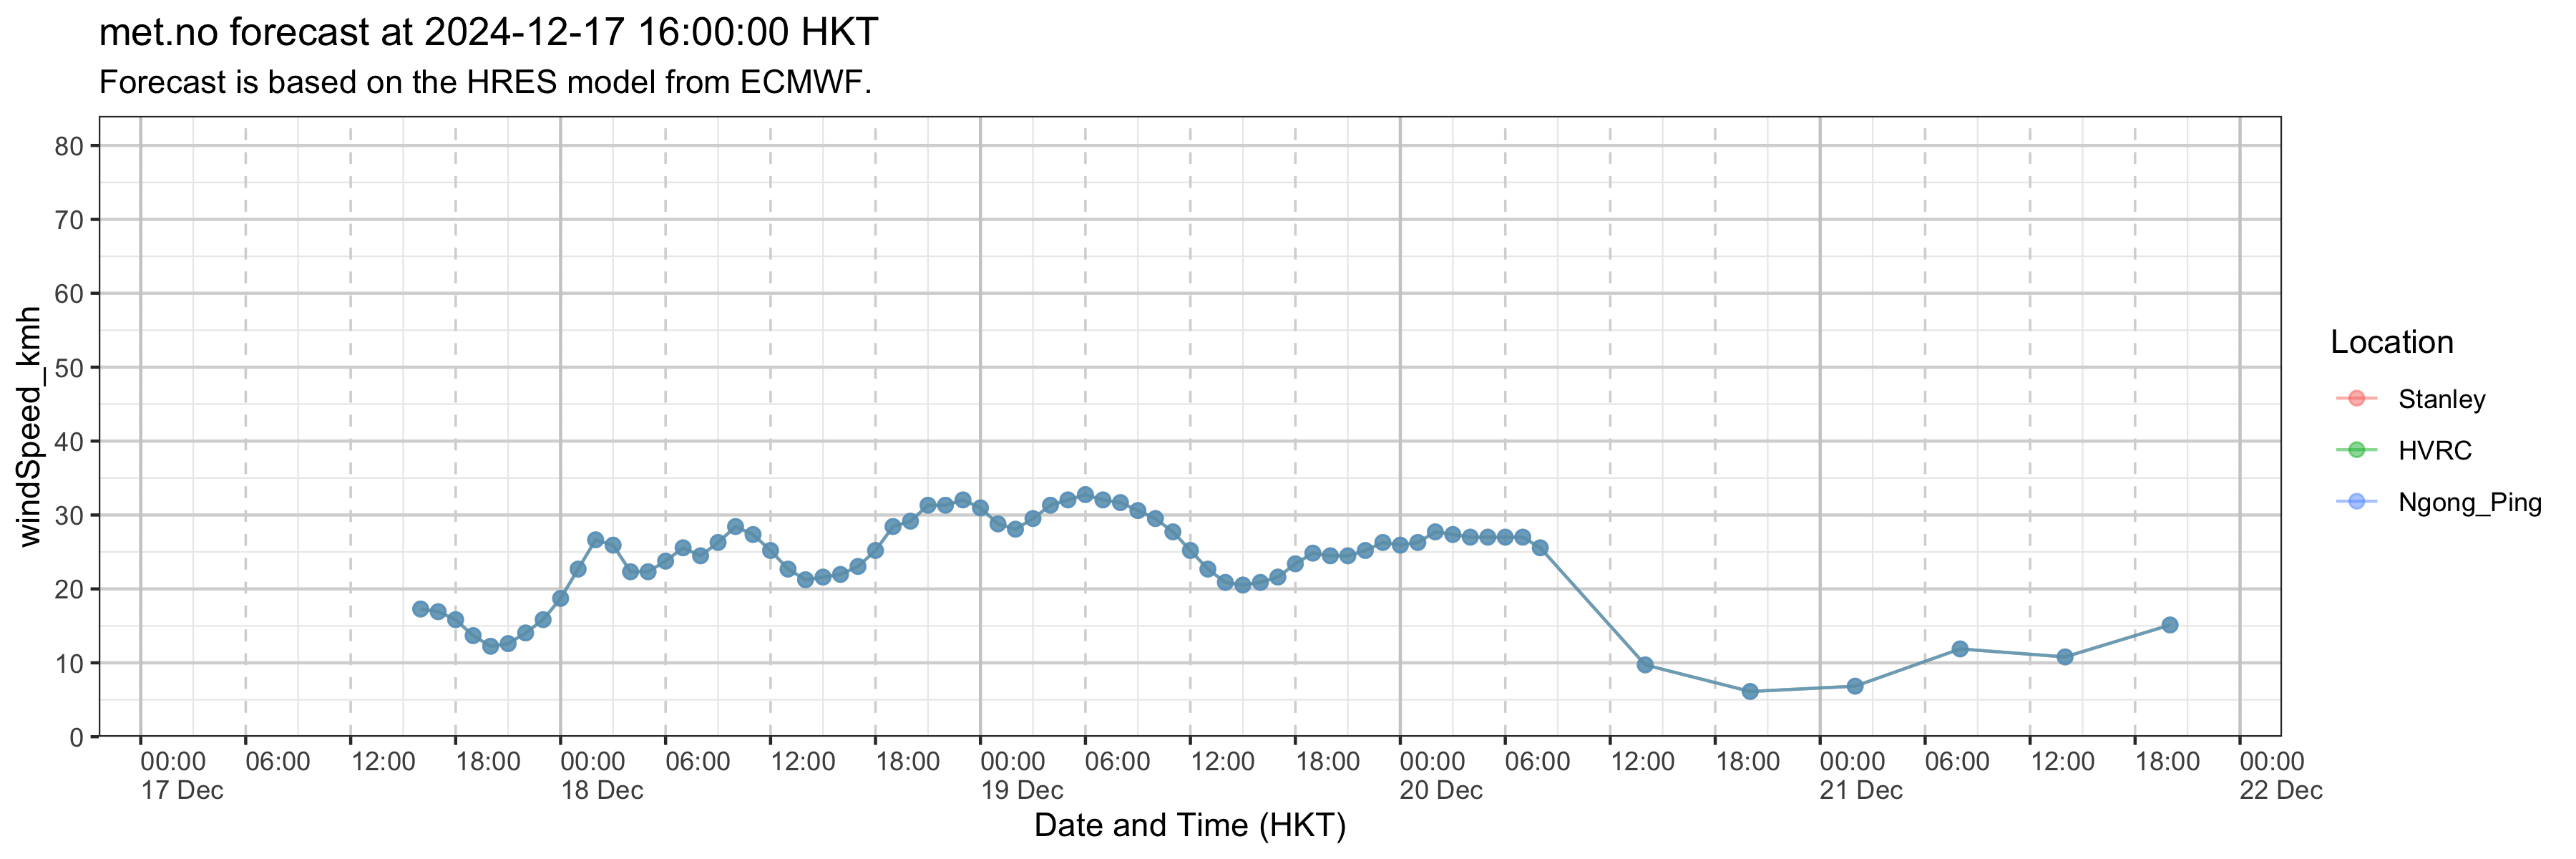 met.no forecast at 2024-12-17 16:00:00 HKT
Forecast is based on the HRES model from ECMWF.
windSpeed_kmh
80
70
60
50
40
30
20
10
0
00:00 06:00 12:00 18:00 00:00 06:00 12:00 18:00 00:00 06:00 12:00 18:00 00:00 06:00 12:00 18:00 00:00 06:00 12:00 18:00 00:00
17 Dec 18 Dec 19 Dec 20 Dec 21 Dec 22 Dec
Date and Time (HKT)
Location
Stanley
HVRC
Ngong_Ping